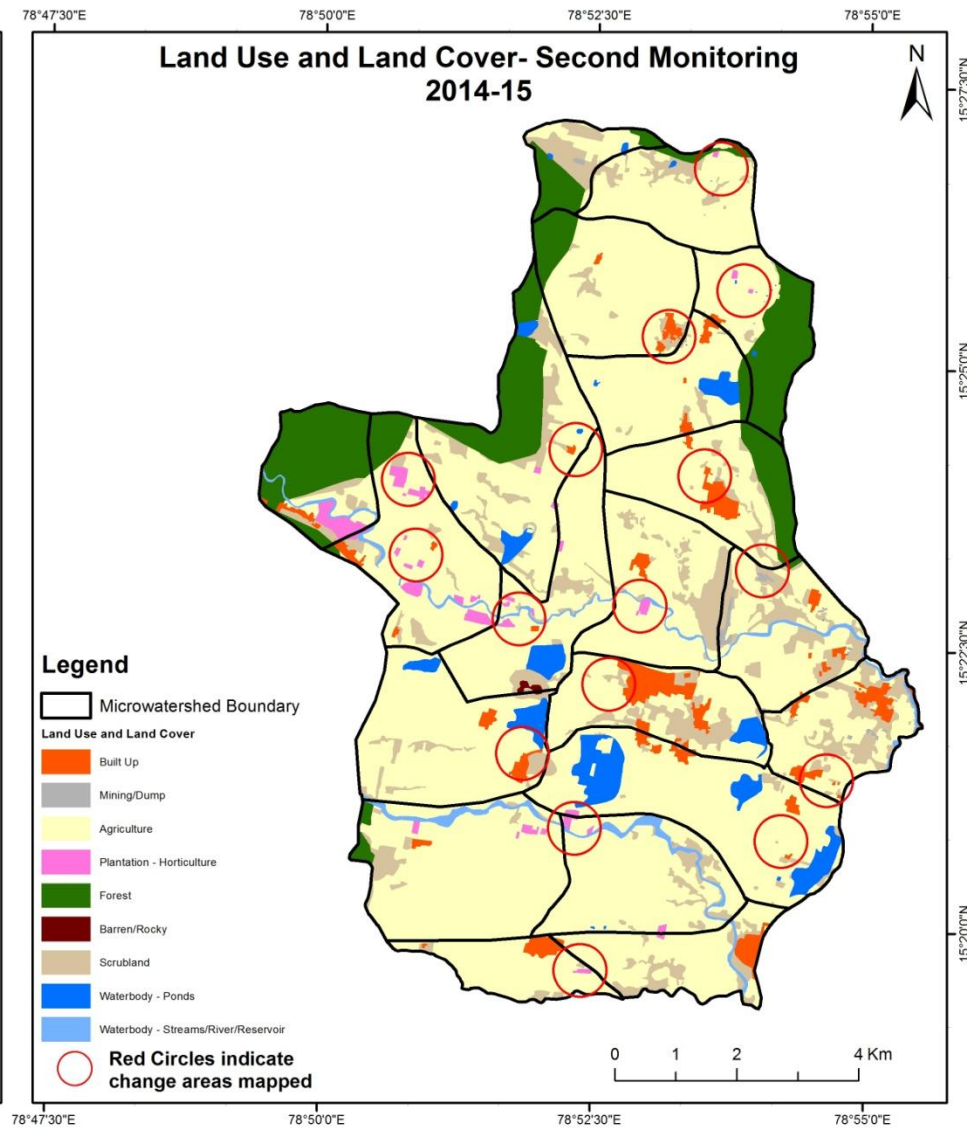 78°47'30"E 78°50'0"E 78°52'30"E 78°55'0"E
Land Use and Land Cover- Second Monitoring
2014-15
N
15°27'30"N
15°25'0"N
15°22'30"N
15°20'0"N
Legend
Microwatershed Boundary
Land Use and Land Cover
Built Up
Mining/Dump
Agriculture
Plantation - Horticulture
Forest
Barren/Rocky
Scrubland
Waterbody - Ponds
Waterbody - Streams/River/Reservoir
Red Circles indicate
change areas mapped
0 1 2 4 Km
78°47'30"E 78°50'0"E 78°52'30"E 78°55'0"E